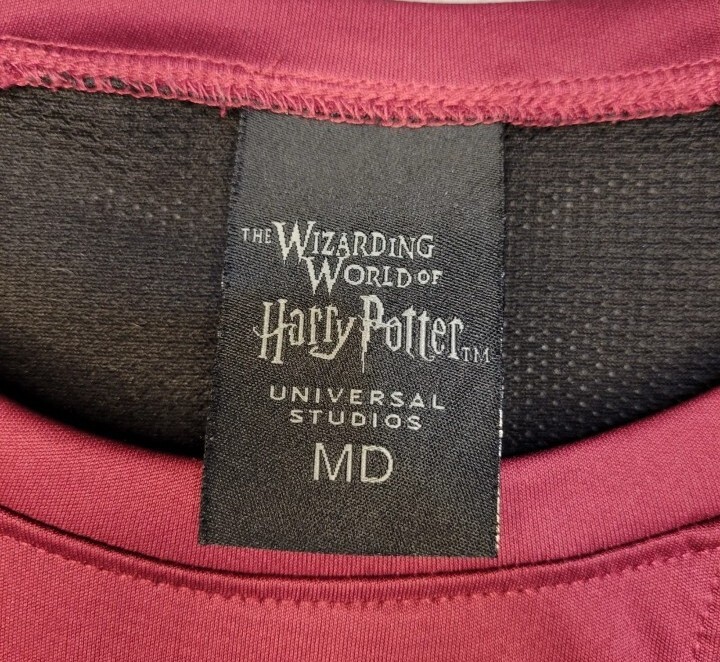 THE WIZARDING
WORLD OF
Harry Potter TM
UNIVERSAL
STUDIOS
MD